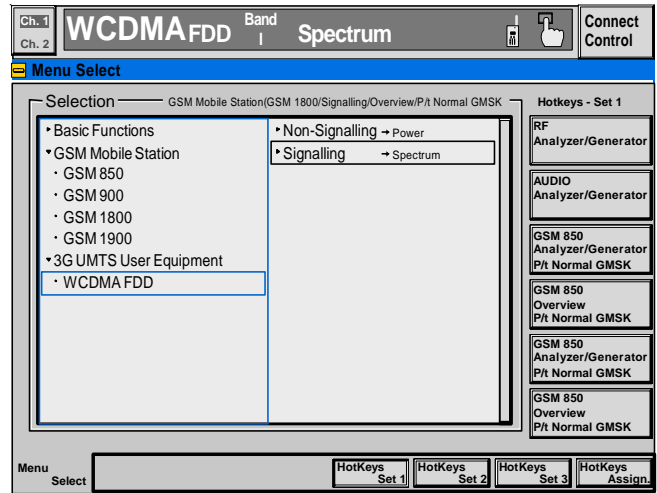 Ch. 1
Ch. 2
WCDMA FDD Band I Spectrum
Connect
Control
Menu Select
Selection GSM Mobile Station(GSM 1800/Signalling/Overview/P/t Normal GMSK
Basic Functions
GSM Mobile Station
GSM 850
GSM 900
GSM 1800
GSM 1900
3G UMTS User Equipment
WCDMA FDD
Non-Signalling → Power
Signalling → Spectrum
Hotkeys - Set 1
RF
Analyzer/Generator
AUDIO
Analyzer/Generator
GSM 850
Analyzer/Generator
P/t Normal GMSK
GSM 850
Overview
P/t Normal GMSK
GSM 850
Analyzer/Generator
P/t Normal GMSK
GSM 850
Overview
P/t Normal GMSK
Menu
Select
HotKeys
Set 1
HotKeys
Set 2
HotKeys
Set 3
HotKeys
Assign.